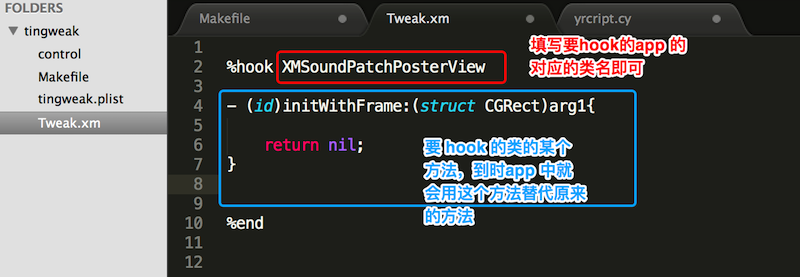 FOLDERS
tingweak
control
Makefile
tingweak.plist
Tweak.xm
Makefile
Tweak.xm
yrcript.cy
1
2 %hook XMSoundPatchPosterView
3
4 - (id)initWithFrame:(struct CGRect)arg1{
5
6 return nil;
7 }
8
9
10 %end
11
12
填写要hook的app 的
对应的类名即可
要 hook 的类的某个
方法，到时app 中就
会用这个方法替代原来
的方法